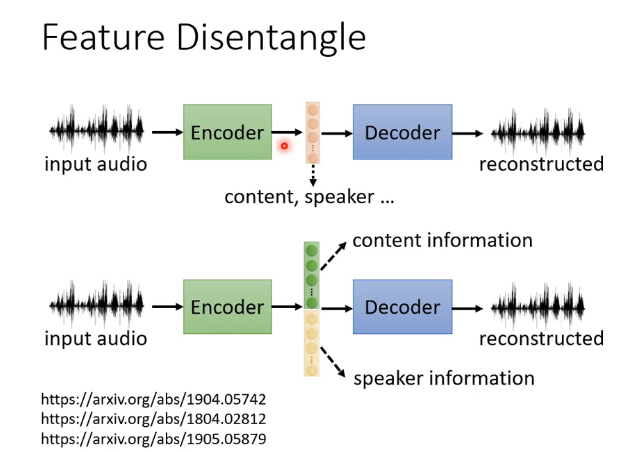 Feature Disentangle
Encoder
Decoder
input audio
reconstructed
content, speaker ...
content information
Encoder
Decoder
input audio
reconstructed
speaker information
https://arxiv.org/abs/1904.05742
https://arxiv.org/abs/1804.02812
https://arxiv.org/abs/1905.05879